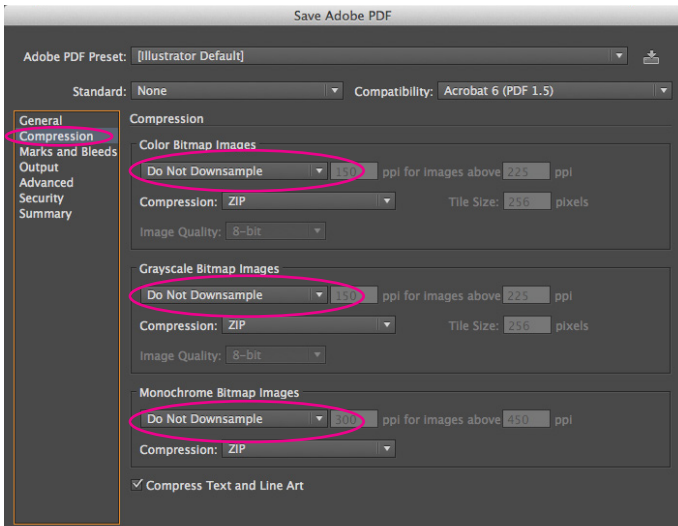 Save Adobe PDF
Adobe PDF Preset: [Illustrator Default]
Standard: None Compatibility: Acrobat 6 (PDF 1.5)
General
Compression
Marks and Bleeds
Output
Advanced
Security
Summary
Compression
Color Bitmap Images
Do Not Downsample 150 ppi for images above 225 ppi
Compression: ZIP Tile Size: 256 pixels
Image Quality: 8-bit
Grayscale Bitmap Images
Do Not Downsample 150 ppi for images above 225 ppi
Compression: ZIP Tile Size: 256 pixels
Image Quality: 8-bit
Monochrome Bitmap Images
Do Not Downsample 300 ppi for images above 450 ppi
Compression: ZIP
Compress Text and Line Art